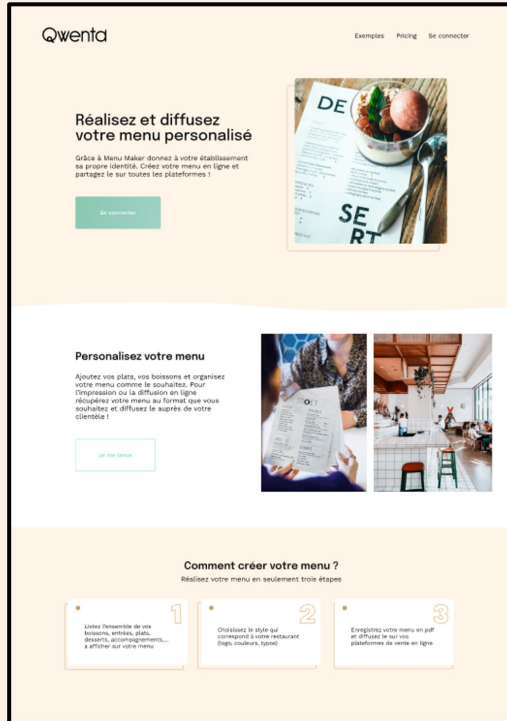 Qwenta
Exemples Pricing Se connecter
Réalisez et diffusez
votre menu personalisé
Grâce à Menu Maker donnez à votre établissement
sa propre identité. Créez votre menu en ligne et
partagez le sur toutes les plateformes !
Se connecter
DE
SE
RT
Personalisez votre menu
Ajoutez vos plats, vos boissons et organisez
votre menu comme le souhaitez. Pour
l'impression ou la diffusion en ligne
récupérez votre menu au format que vous
souhaitez et diffusez le auprès de votre
clientèle !
Je me lance
Comment créer votre menu ?
Réalisez votre menu en seulement trois étapes
1
Listez l'ensemble de vos
boissons, entrées, plats,
desserts, accompagnements,...
a afficher sur votre menu
2
Choisissez le style qui
correspond à votre restaurant
(logo, couleurs, typos)
3
Enregistrez votre menu en pdf
et diffusez le sur vos
plateformes de vente en ligne